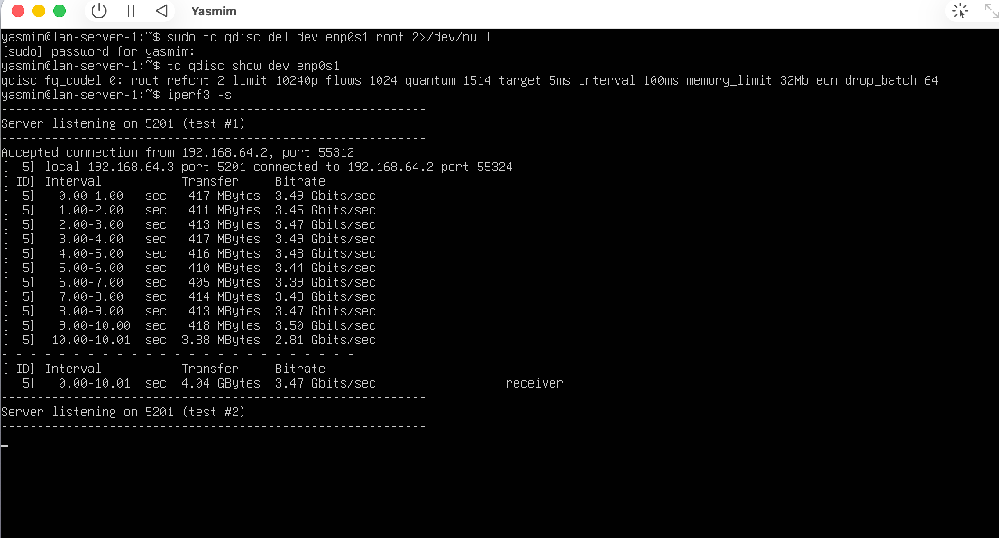 Yasmim
yasmim@lan-server-1:~$ sudo tc qdisc del dev enp0s1 root 2>/dev/null
[sudo] password for yasmim:
yasmim@lan-server-1:~$ tc qdisc show dev enp0s1
qdisc fq_codel 0: root refcnt 2 limit 10240p flows 1024 quantum 1514 target 5ms interval 100ms memory_limit 32Mb ecn drop_batch 64
yasmim@lan-server-1:~$ iperf3 -s
-----------------------------------------------------------
Server listening on 5201 (test #1)
-----------------------------------------------------------
Accepted connection from 192.168.64.2, port 55312
[  5] local 192.168.64.3 port 5201 connected to 192.168.64.2 port 55324
[ ID] Interval           Transfer     Bitrate
[  5]   0.00-1.00   sec   417 MBytes  3.49 Gbits/sec
[  5]   1.00-2.00   sec   411 MBytes  3.45 Gbits/sec
[  5]   2.00-3.00   sec   413 MBytes  3.47 Gbits/sec
[  5]   3.00-4.00   sec   417 MBytes  3.49 Gbits/sec
[  5]   4.00-5.00   sec   416 MBytes  3.48 Gbits/sec
[  5]   5.00-6.00   sec   410 MBytes  3.44 Gbits/sec
[  5]   6.00-7.00   sec   405 MBytes  3.39 Gbits/sec
[  5]   7.00-8.00   sec   414 MBytes  3.48 Gbits/sec
[  5]   8.00-9.00   sec   413 MBytes  3.47 Gbits/sec
[  5]   9.00-10.00  sec   418 MBytes  3.50 Gbits/sec
[  5]  10.00-10.01  sec  3.88 MBytes  2.81 Gbits/sec
- - - - - - - - - - - - - - - - - - - - - - - - -
[ ID] Interval           Transfer     Bitrate
[  5]   0.00-10.01  sec  4.04 GBytes  3.47 Gbits/sec                  receiver
-----------------------------------------------------------
Server listening on 5201 (test #2)
-----------------------------------------------------------